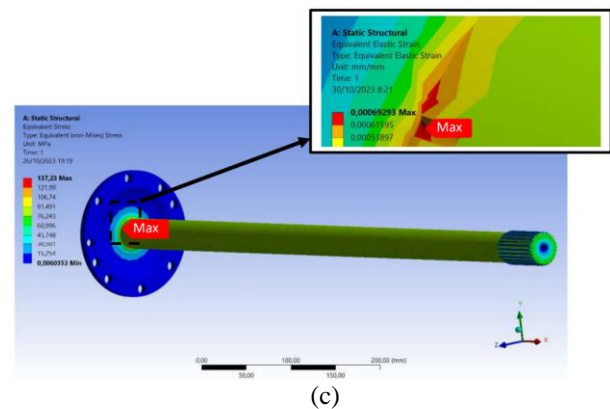 A: Static Structural
Equivalent Elastic Strain
Type: Equivalent Elastic Strain
Unit: mm/mm
Time: 1
30/10/2023 8:21
0,00069293 Max
0,00061595
0,00053897
Max
A: Static Structural
Equivalent Stress
Type: Equivalent (von-Mises) Stress
Unit: MPa
Time: 1
26/10/2023 19:19
137,23 Max
121,99
106,74
91,491
76,243
60,996
45,748
15,254
0,0060353 Min
Max
0,00
100,00
200,00 (mm)
50,00
150,00
Y
Z
X
(c)